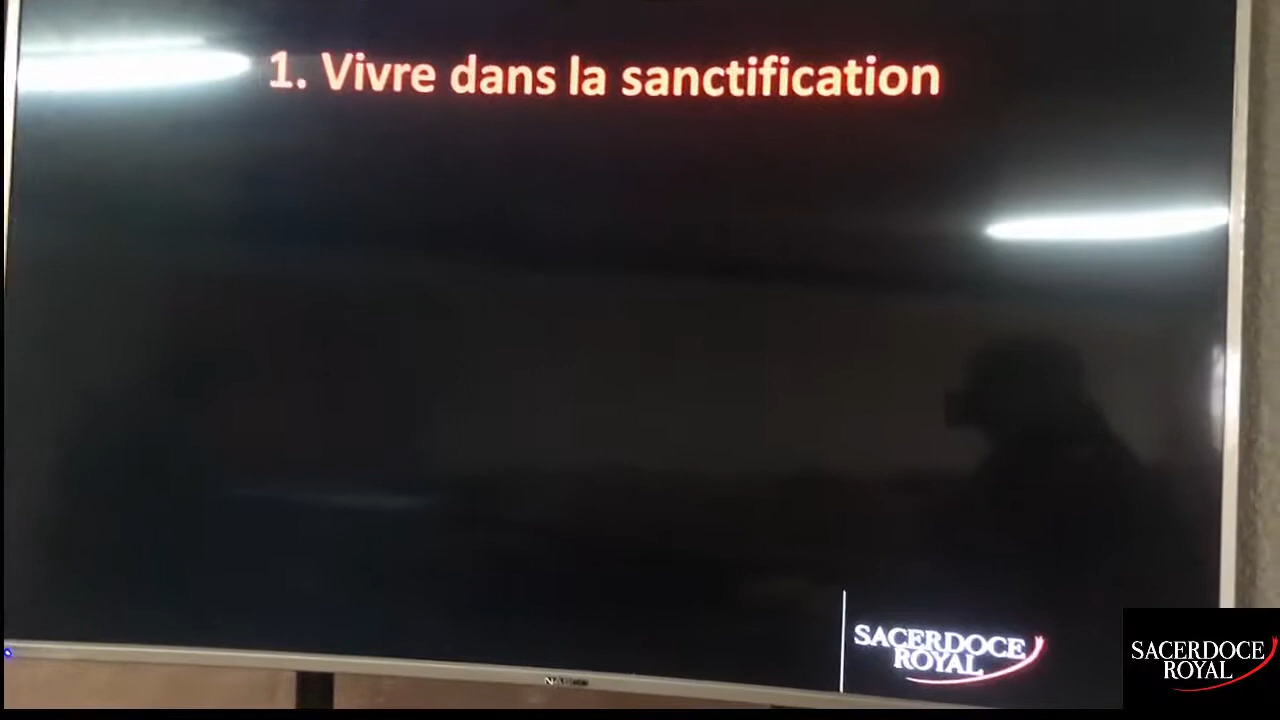 1. Vivre dans la sanctification
SACERDOCE
ROYAL
SACERDOCE
ROYAL